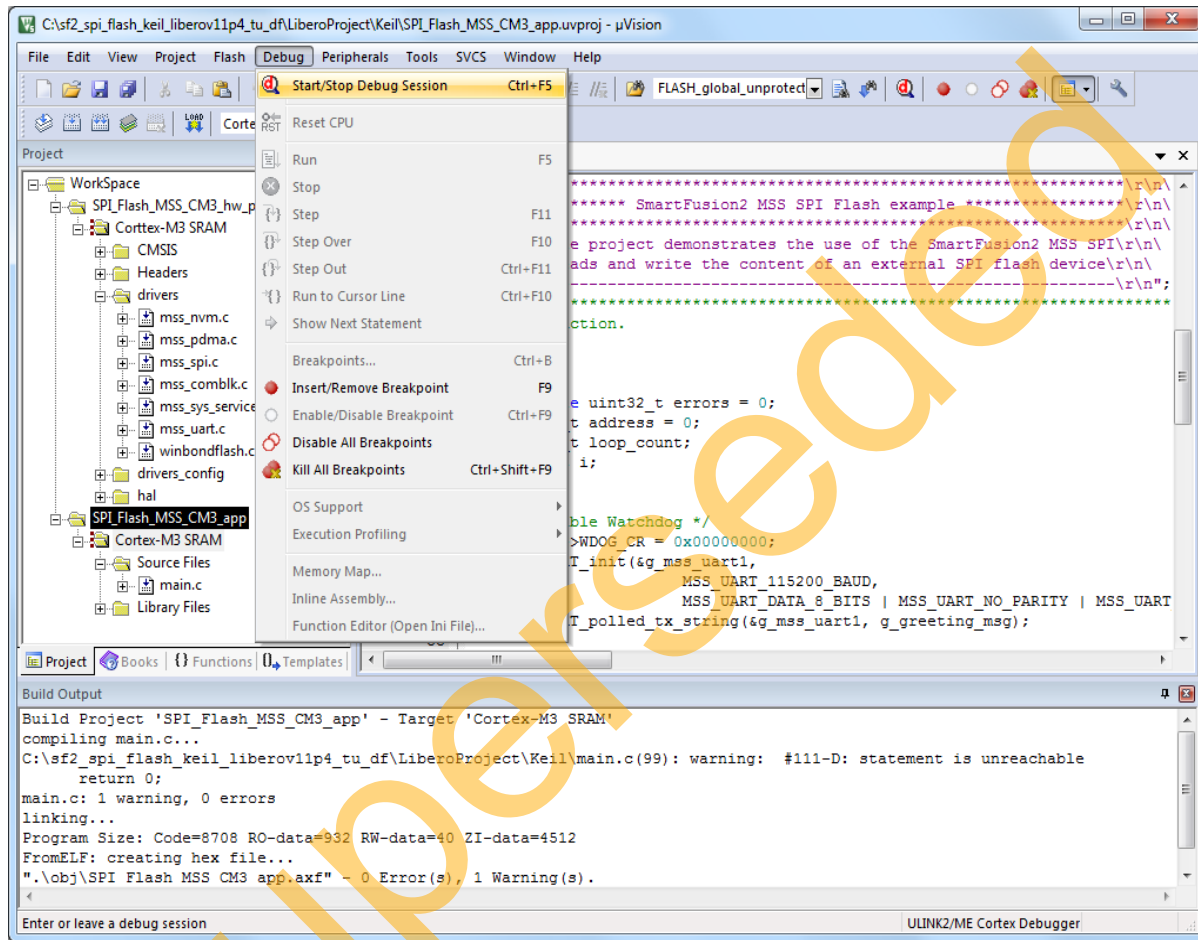 C:\sf2_spi_flash_keil_liberov11p4_tu_df\LiberoProject\Keil\SPI_Flash_MSS_CM3_app.uvproj - µVision
File Edit View Project Flash Debug Peripherals Tools SVCS Window Help
FLASH_global_unprotect
LOAD
Corte
Start/Stop Debug Session Ctrl+F5
RST Reset CPU
Run F5
Stop
Step F11
Step Over F10
Step Out Ctrl+F11
Run to Cursor Line Ctrl+F10
Show Next Statement
Breakpoints... Ctrl+B
Insert/Remove Breakpoint F9
Enable/Disable Breakpoint Ctrl+F9
Disable All Breakpoints
Kill All Breakpoints Ctrl+Shift+F9
OS Support
Execution Profiling
Memory Map...
Inline Assembly...
Function Editor (Open Ini File)...
Project
WorkSpace
SPI_Flash_MSS_CM3_hw_p
Corttex-M3 SRAM
CMSIS
Headers
drivers
mss_nvm.c
mss_pdma.c
mss_spi.c
mss_comblk.c
mss_sys_service
mss_uart.c
winbondflash.c
drivers_config
hal
SPI_Flash_MSS_CM3_app
Cortex-M3 SRAM
Source Files
main.c
Library Files
Project Books {} Functions Templates
************************************************************\r\n\
****** SmartFusion2 MSS SPI Flash example *****************\r\n\
************************************************************\r\n\
e project demonstrates the use of the SmartFusion2 MSS SPI\r\n\
ads and write the content of an external SPI flash device\r\n\
-----------------------------------------------------------\r\n";
****************************************************************
ction.
e uint32_t errors = 0;
t address = 0;
t loop_count;
i;
ble Watchdog */
>WDOG_CR = 0x00000000;
T_init(&g_mss_uart1,
MSS_UART_115200_BAUD,
MSS_UART_DATA_8_BITS | MSS_UART_NO_PARITY | MSS_UART
T_polled_tx_string(&g_mss_uart1, g_greeting_msg);
Build Output
Build Project 'SPI_Flash_MSS_CM3_app' - Target 'Cortex-M3 SRAM'
compiling main.c...
C:\sf2_spi_flash_keil_liberov11p4_tu_df\LiberoProject\Keil\main.c(99): warning: #111-D: statement is unreachable
return 0;
main.c: 1 warning, 0 errors
linking...
Program Size: Code=8708 RO-data=932 RW-data=40 ZI-data=4512
FromELF: creating hex file...
".\obj\SPI Flash MSS CM3 app.axf" - 0 Error(s), 1 Warning(s).
Enter or leave a debug session ULINK2/ME Cortex Debugger
uperseded